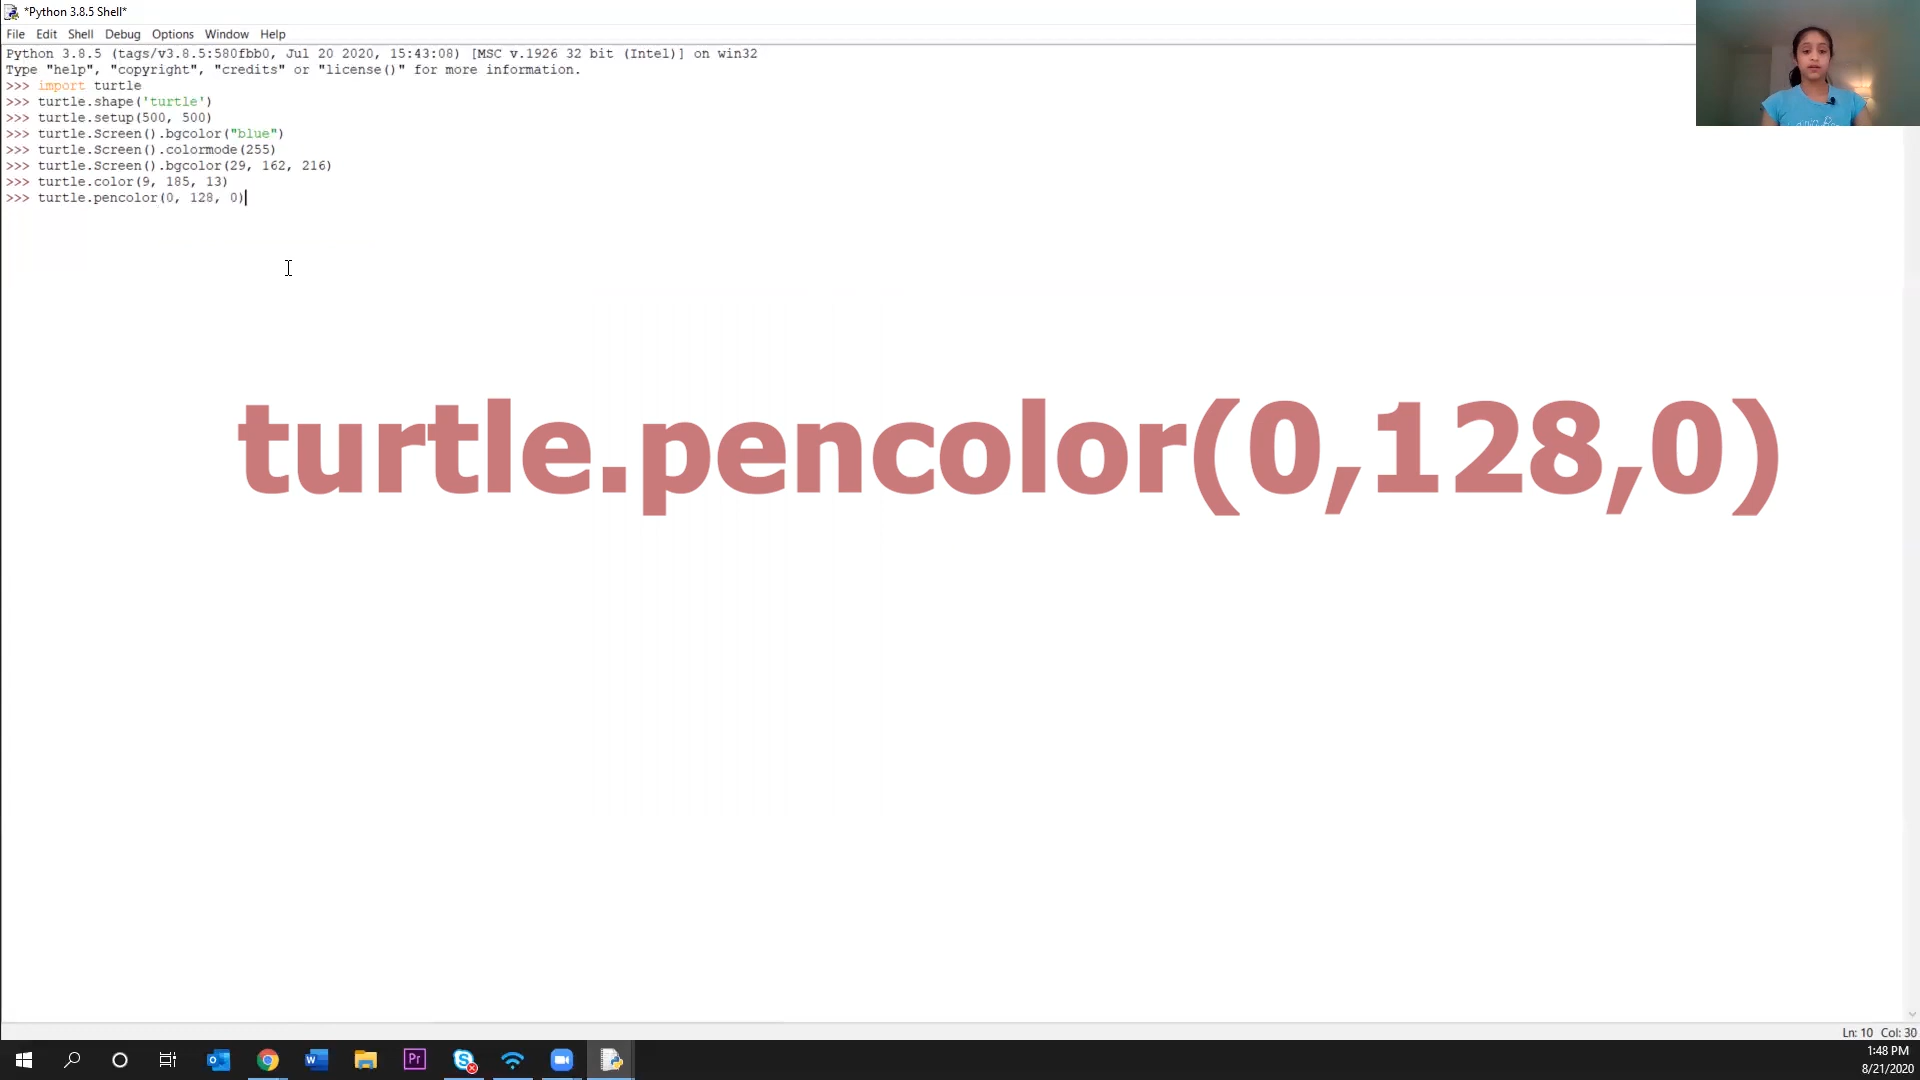 *Python 3.8.5 Shell*
File Edit Shell Debug Options Window Help
Python 3.8.5 (tags/v3.8.5:580fbb0, Jul 20 2020, 15:43:08) [MSC v.1926 32 bit (Intel)] on win32
Type "help", "copyright", "credits" or "license()" for more information.
>>> import turtle
>>> turtle.shape('turtle')
>>> turtle.setup(500, 500)
>>> turtle.Screen().bgcolor("blue")
>>> turtle.Screen().colormode(255)
>>> turtle.Screen().bgcolor(29, 162, 216)
>>> turtle.color(9, 185, 13)
>>> turtle.pencolor(0, 128, 0)
turtle.pencolor(0,128,0)
Ln: 10 Col: 30
Pr
1:48 PM
8/21/2020